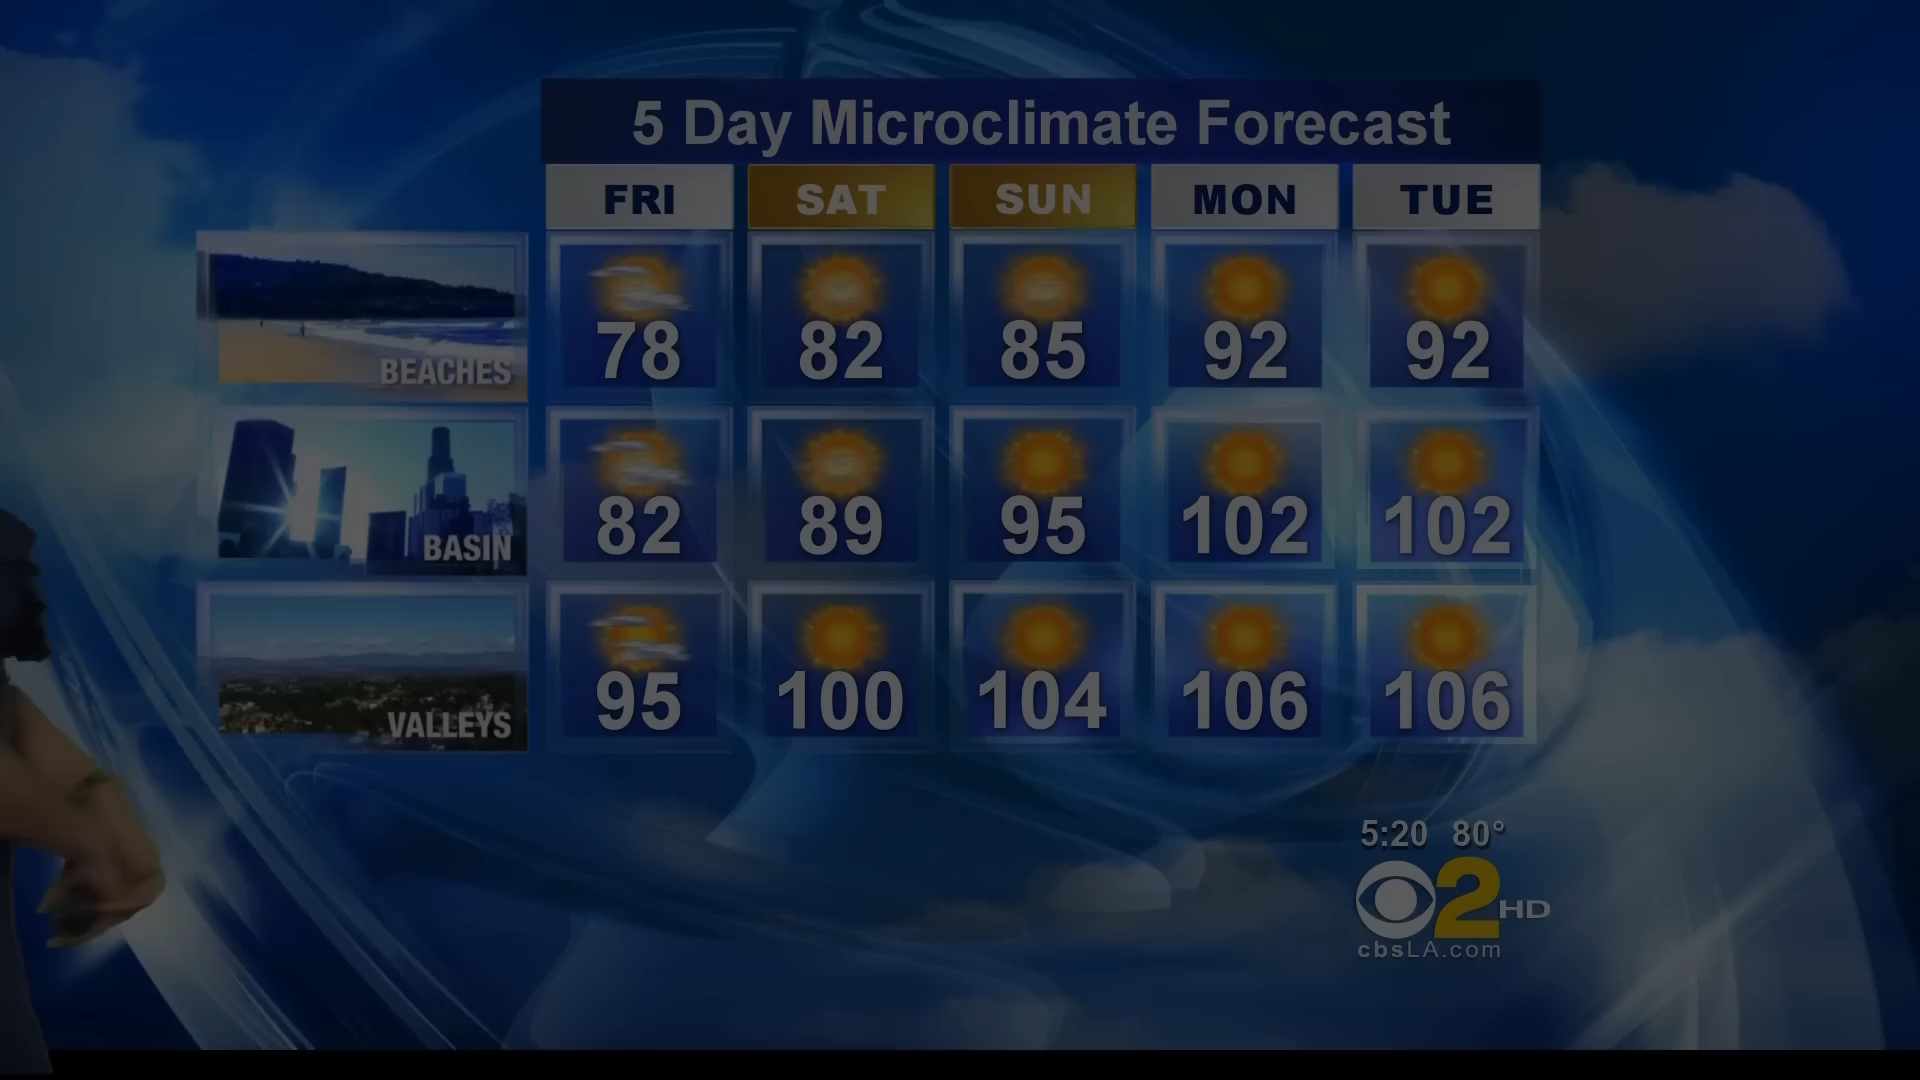 5 Day Microclimate Forecast
FRI SAT SUN MON TUE
BEACHES 78 82 85 92 92
BASIN 82 89 95 102 102
VALLEYS 95 100 104 106 106
5:20 80°
2 HD
cbsLA.com